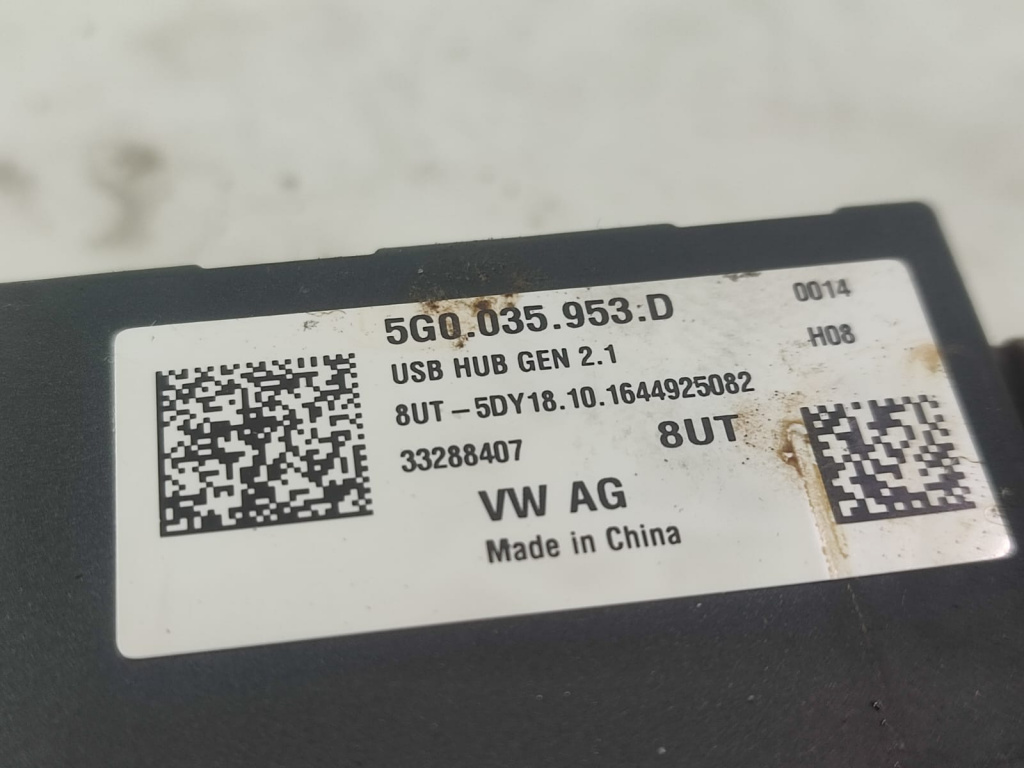 5G0.035.953.D 0014
USB HUB GEN 2.1 H08
8UT-5DY18.10.1644925082
33288407 8UT
VW AG
Made in China